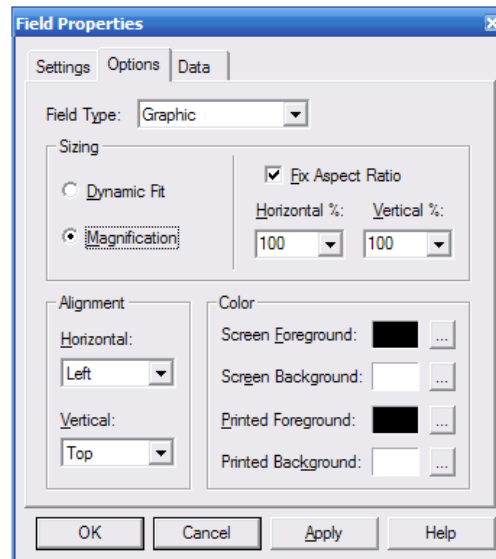 Field Properties
Settings Options Data
Field Type: Graphic
Sizing
Dynamic Fit
Magnification
Fix Aspect Ratio
Horizontal %: Vertical %:
100 100
Alignment
Horizontal:
Left
Vertical:
Top
Color
Screen Foreground: ...
Screen Background: ...
Printed Foreground: ...
Printed Background: ...
OK Cancel Apply Help